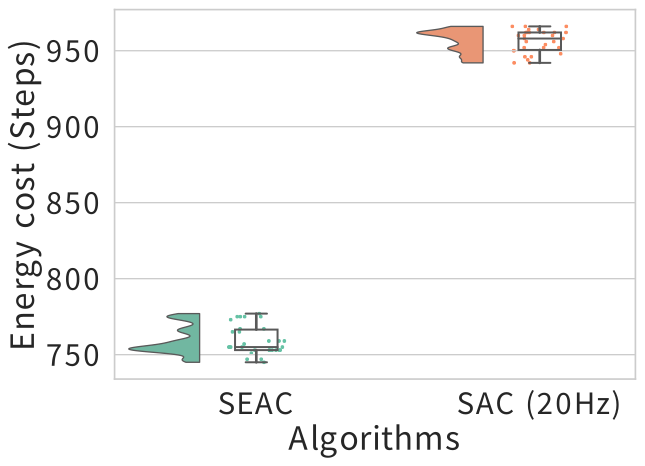 Energy cost (Steps)
950
900
850
800
750
SEAC
SAC (20Hz)
Algorithms